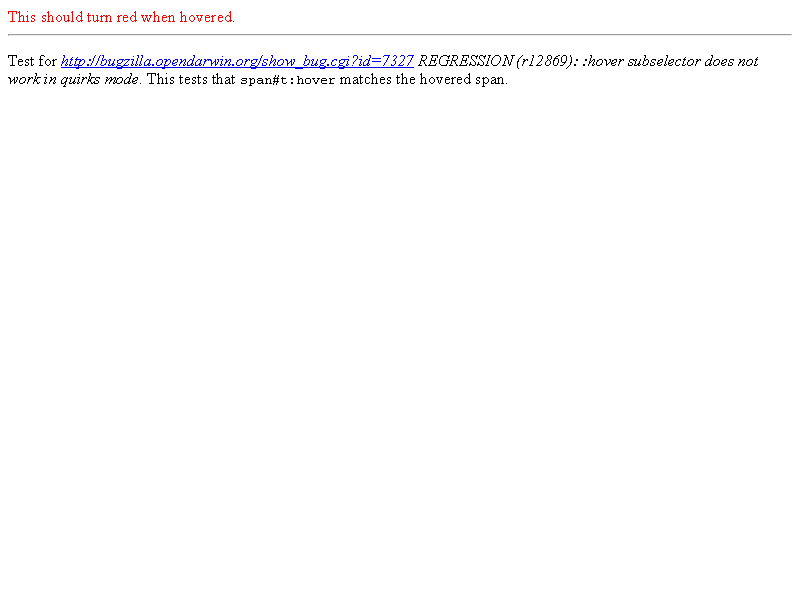 This should turn red when hovered.
Test for http://bugzilla.opendarwin.org/show_bug.cgi?id=7327 REGRESSION (r12869): :hover subselector does not
work in quirks mode. This tests that span#t:hover matches the hovered span.